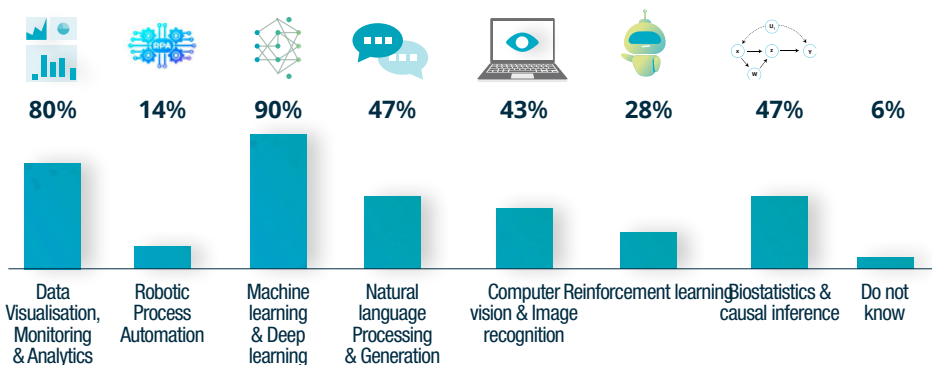 RPA
U,
X
Z
Y
W
80%
14%
90%
47%
43%
28%
47%
6%
Data
Visualisation,
Monitoring
& Analytics
Robotic
Process
Automation
Machine
learning
& Deep
learning
Natural
language
Processing
& Generation
Computer
vision & Image
recognition
Reinforcement learning
Biostatistics &
causal inference
Do not
know